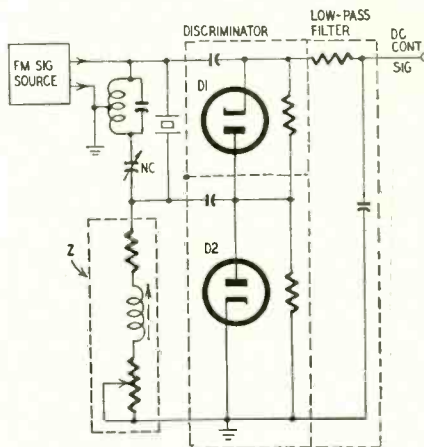 DISCRIMINATOR
LOW-PASS
FILTER
DC
CONT
SIG
FM SIG
SOURCE
D1
NC
Z
D2